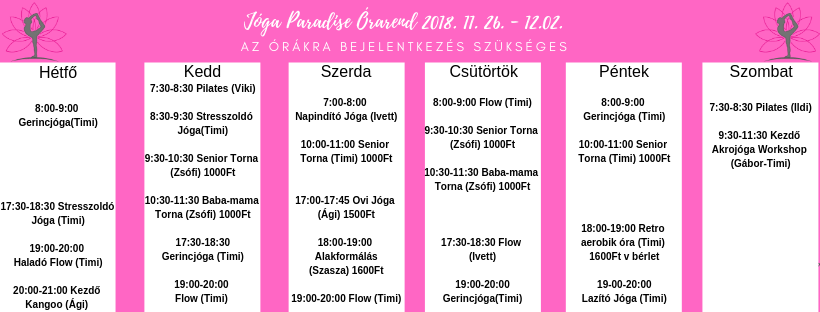 Jóga Paradise Órarend 2018. 11. 26. - 12.02.
AZ ÓRÁKRA BEJELENTKEZÉS SZÜKSÉGES
Hétfő
8:00-9:00
Gerincjóga(Timi)
17:30-18:30 Stresszoldó
Jóga (Timi)
19:00-20:00
Haladó Flow (Timi)
20:00-21:00 Kezdő
Kangoo (Ági)
Kedd
7:30-8:30 Pilates (Viki)
8:30-9:30 Stresszoldó
Jóga(Timi)
9:30-10:30 Senior Torna
(Zsófi) 1000Ft
10:30-11:30 Baba-mama
Torna (Zsófi) 1000Ft
17:30-18:30
Gerincjóga (Timi)
19:00-20:00
Flow (Timi)
Szerda
7:00-8:00
Napindító Jóga (Ivett)
10:00-11:00 Senior
Torna (Timi) 1000Ft
17:00-17:45 Ovi Jóga
(Ági) 1500Ft
18:00-19:00
Alakformálás
(Szasza) 1600Ft
19:00-20:00 Flow (Timi)
Csütörtök
8:00-9:00 Flow (Timi)
9:30-10:30 Senior Torna
(Zsófi) 1000Ft
10:30-11:30 Baba-mama
Torna (Zsófi) 1000Ft
17:30-18:30 Flow
(Ivett)
19:00-20:00
Gerincjóga(Timi)
Péntek
8:00-9:00
Gerincjóga (Timi)
10:00-11:00 Senior
Torna (Timi) 1000Ft
18:00-19:00 Retro
aerobik óra (Timi)
1600Ft v bérlet
19-00-20:00
Lazító Jóga (Timi)
Szombat
7:30-8:30 Pilates (Ildi)
9:30-11:30 Kezdő
Akrojóga Workshop
(Gábor-Timi)